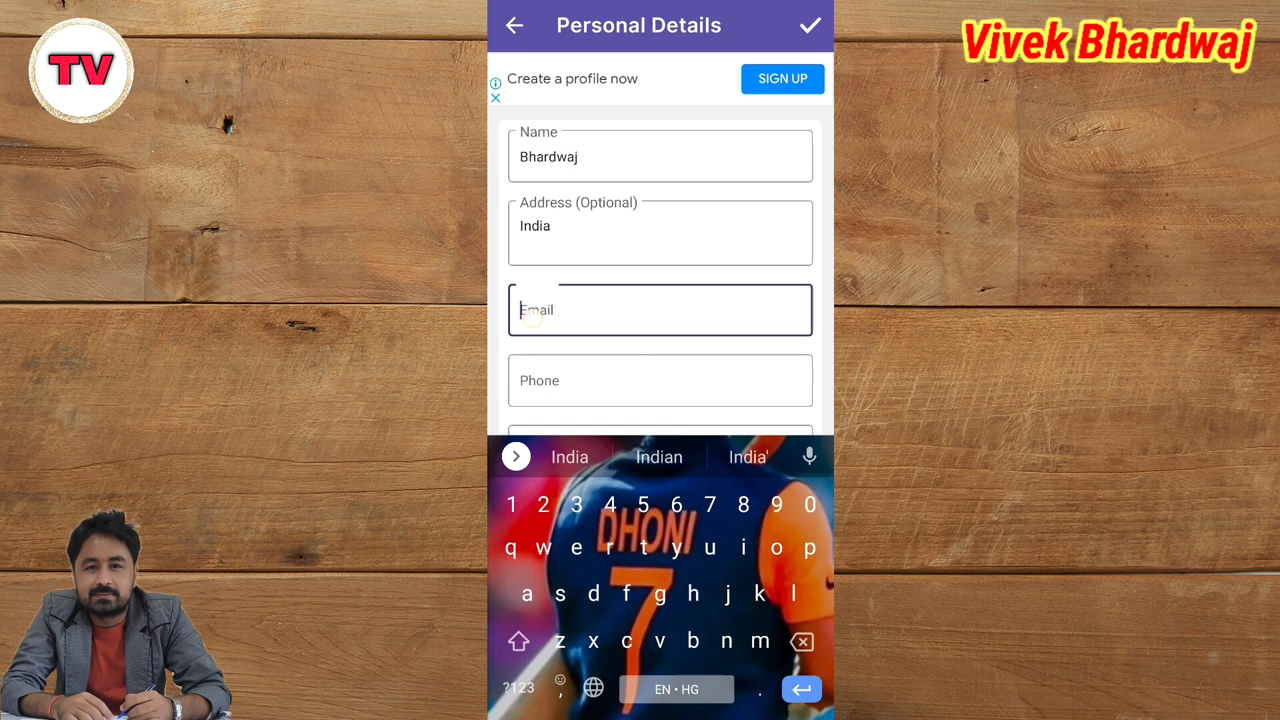 TV
Vivek Bhardwaj
Personal Details
Create a profile now
SIGN UP
Name
Bhardwaj
Address (Optional)
India
Email
Phone
India Indian India'
DHONI
7
1 2 3 4 5 6 7 8 9 0
q w e r t y u i o p
a s d f g h j k l
z x c v b n m
?123 , EN • HG .